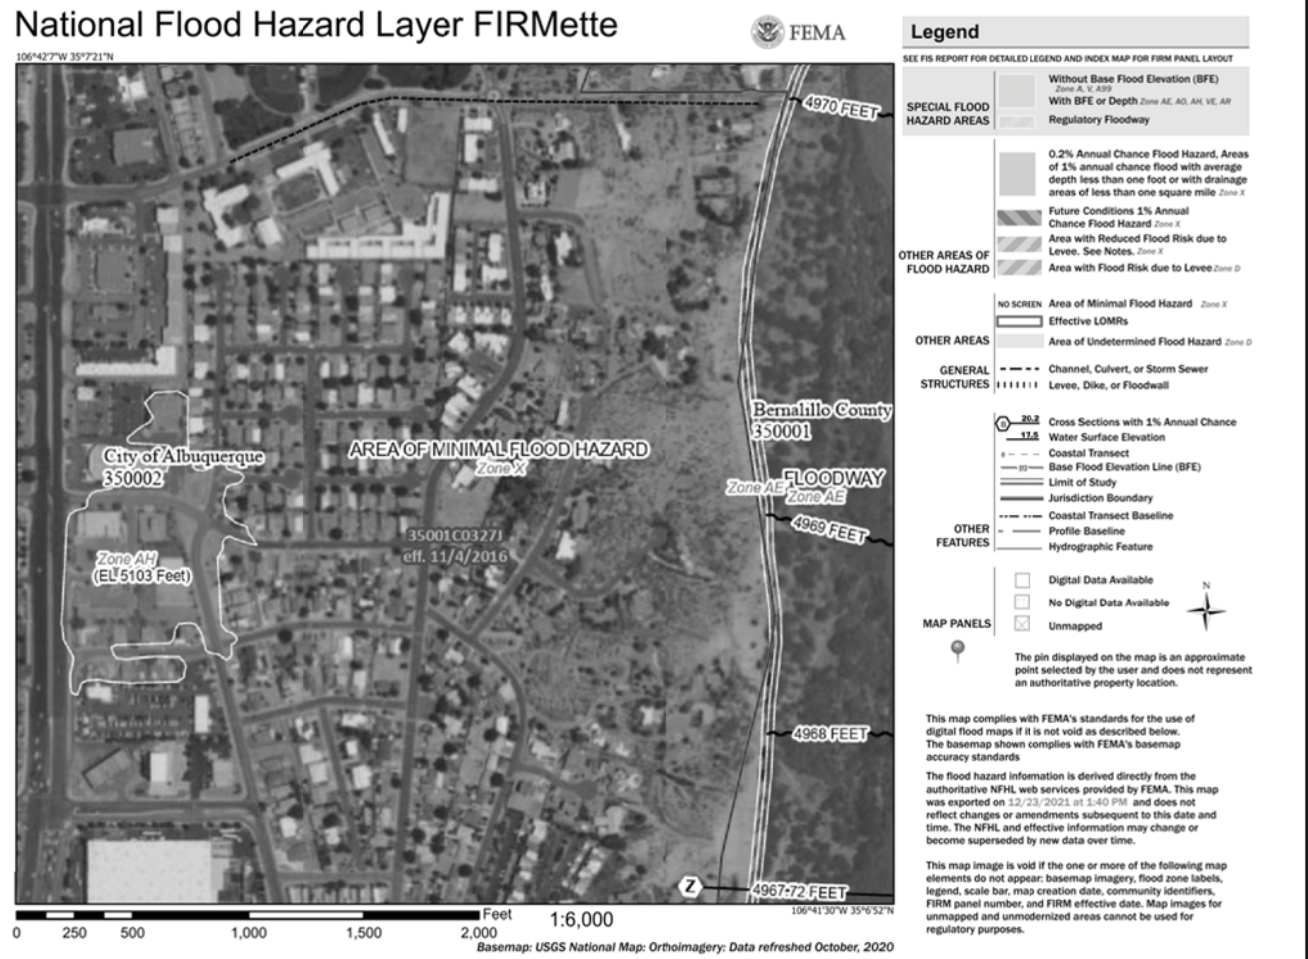 National Flood Hazard Layer FIRMette
FEMA
106°42'7"W 35°7'21"N
4970 FEET
Bernalillo County
350001
AREA OF MINIMAL FLOOD HAZARD
Zone X
City of Albuquerque
350002
FLOODWAY
Zone AE
Zone AE
4969 FEET
35001C0327J
eff. 11/4/2016
Zone AH
(EL 5103 Feet)
4968 FEET
Z
4967.72 FEET
106°41'30"W 35°6'52"N
Feet
1:6,000
0 250 500 1,000 1,500 2,000
Basemap: USGS National Map: Orthoimagery: Data refreshed October, 2020
Legend
SEE FIS REPORT FOR DETAILED LEGEND AND INDEX MAP FOR FIRM PANEL LAYOUT
SPECIAL FLOOD
HAZARD AREAS
Without Base Flood Elevation (BFE)
Zone A, V, A99
With BFE or Depth Zone AE, AO, AH, VE, AR
Regulatory Floodway
OTHER AREAS OF
FLOOD HAZARD
0.2% Annual Chance Flood Hazard, Areas
of 1% annual chance flood with average
depth less than one foot or with drainage
areas of less than one square mile Zone X
Future Conditions 1% Annual
Chance Flood Hazard Zone X
Area with Reduced Flood Risk due to
Levee. See Notes. Zone X
Area with Flood Risk due to Levee Zone D
OTHER AREAS
NO SCREEN Area of Minimal Flood Hazard Zone X
Effective LOMRs
Area of Undetermined Flood Hazard Zone D
GENERAL
STRUCTURES
Channel, Culvert, or Storm Sewer
Levee, Dike, or Floodwall
OTHER
FEATURES
B 20.2 Cross Sections with 1% Annual Chance
17.5 Water Surface Elevation
8 Coastal Transect
513 Base Flood Elevation Line (BFE)
Limit of Study
Jurisdiction Boundary
Coastal Transect Baseline
Profile Baseline
Hydrographic Feature
MAP PANELS
Digital Data Available
No Digital Data Available
Unmapped
N
The pin displayed on the map is an approximate
point selected by the user and does not represent
an authoritative property location.
This map complies with FEMA's standards for the use of
digital flood maps if it is not void as described below.
The basemap shown complies with FEMA's basemap
accuracy standards
The flood hazard information is derived directly from the
authoritative NFHL web services provided by FEMA. This map
was exported on 12/23/2021 at 1:40 PM and does not
reflect changes or amendments subsequent to this date and
time. The NFHL and effective information may change or
become superseded by new data over time.
This map image is void if the one or more of the following map
elements do not appear: basemap imagery, flood zone labels,
legend, scale bar, map creation date, community identifiers,
FIRM panel number, and FIRM effective date. Map images for
unmapped and unmodernized areas cannot be used for
regulatory purposes.